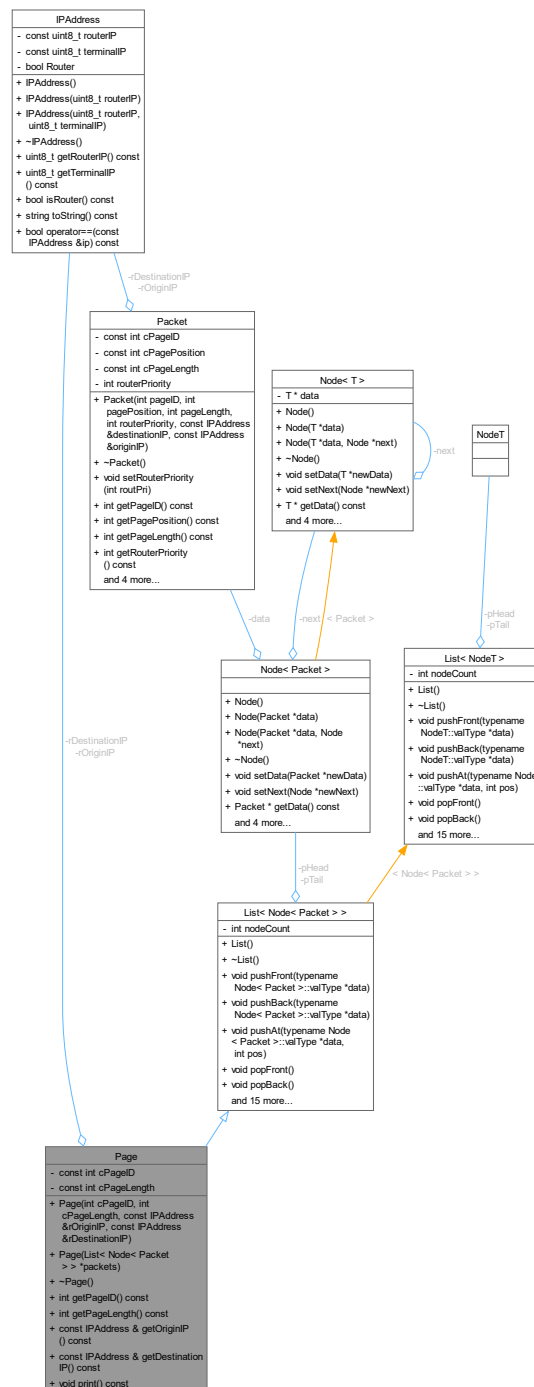 IPAddress
- const uint8_t routerIP
- const uint8_t terminalIP
- bool Router
+ IPAddress()
+ IPAddress(uint8_t routerIP)
+ IPAddress(uint8_t routerIP,
uint8_t terminalIP)
+ ~IPAddress()
+ uint8_t getRouterIP() const
+ uint8_t getTerminalIP
() const
+ bool isRouter() const
+ string toString() const
+ bool operator==(const
IPAddress &ip) const
-rDestinationIP
-rOriginIP
Packet
- const int cPageID
- const int cPagePosition
- const int cPageLength
- int routerPriority
+ Packet(int pageID, int
pagePosition, int pageLength,
int routerPriority, const IPAddress
&destinationIP, const IPAddress
&originIP)
+ ~Packet()
+ void setRouterPriority
(int routPri)
+ int getPageID() const
+ int getPagePosition() const
+ int getPageLength() const
+ int getRouterPriority
() const
and 4 more...
Node< T >
- T * data
+ Node()
+ Node(T *data)
+ Node(T *data, Node *next)
+ ~Node()
+ void setData(T *newData)
+ void setNext(Node *newNext)
+ T * getData() const
and 4 more...
-next
NodeT
-data
-next
< Packet >
-pHead
-pTail
Node< Packet >
+ Node()
+ Node(Packet *data)
+ Node(Packet *data, Node
*next)
+ ~Node()
+ void setData(Packet *newData)
+ void setNext(Node *newNext)
+ Packet * getData() const
and 4 more...
List< NodeT >
- int nodeCount
+ List()
+ ~List()
+ void pushFront(typename
NodeT::valType *data)
+ void pushBack(typename
NodeT::valType *data)
+ void pushAt(typename Node
::valType *data, int pos)
+ void popFront()
+ void popBack()
and 15 more...
-rDestinationIP
-rOriginIP
-pHead
-pTail
< Node< Packet > >
List< Node< Packet > >
- int nodeCount
+ List()
+ ~List()
+ void pushFront(typename
Node< Packet >::valType *data)
+ void pushBack(typename
Node< Packet >::valType *data)
+ void pushAt(typename Node
< Packet >::valType *data,
int pos)
+ void popFront()
+ void popBack()
and 15 more...
Page
- const int cPageID
- const int cPageLength
+ Page(int cPageID, int
cPageLength, const IPAddress
&rOriginIP, const IPAddress
&rDestinationIP)
+ Page(List< Node< Packet
> > *packets)
+ ~Page()
+ int getPageID() const
+ int getPageLength() const
+ const IPAddress & getOriginIP
() const
+ const IPAddress & getDestination
IP() const
+ void print() const